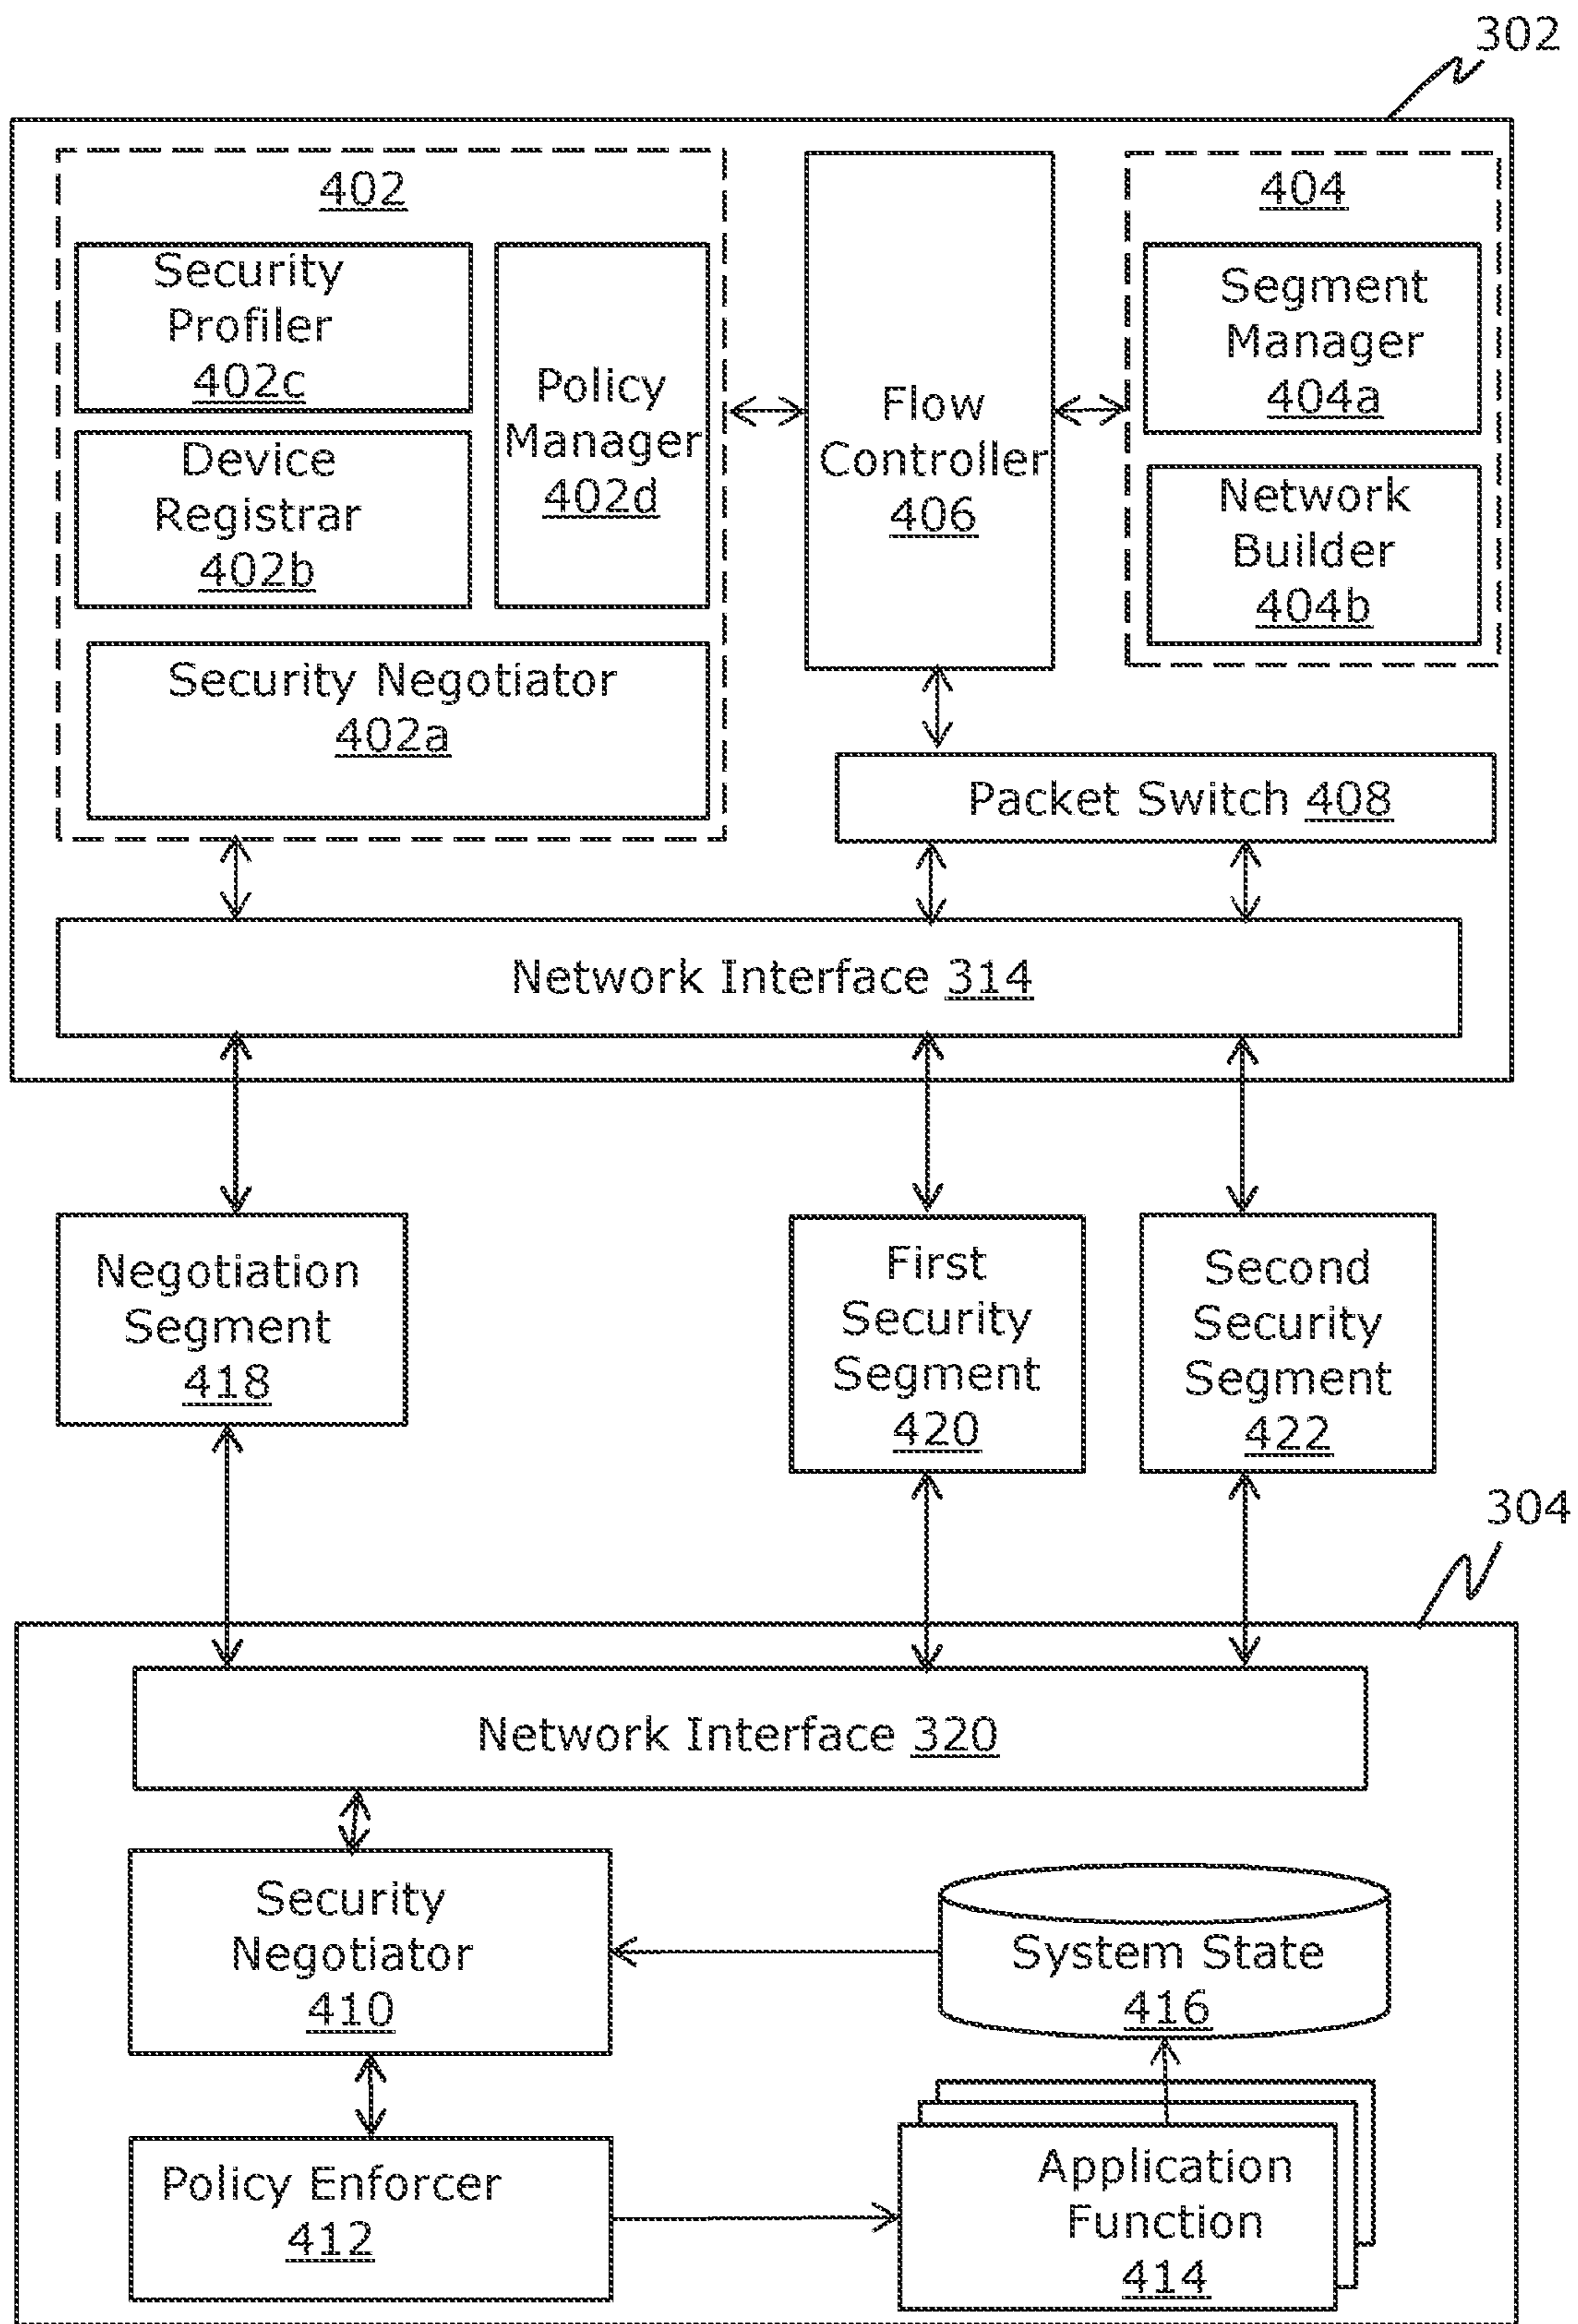 302
402
404
Security
Profiler
402c
Policy
Manager
402d
Device
Registrar
402b
Security Negotiator
402a
Flow
Controller
406
Segment
Manager
404a
Network
Builder
404b
Packet Switch 408
Network Interface 314
Negotiation
Segment
418
First
Security
Segment
420
Second
Security
Segment
422
304
Network Interface 320
Security
Negotiator
410
System State
416
Policy Enforcer
412
Application
Function
414